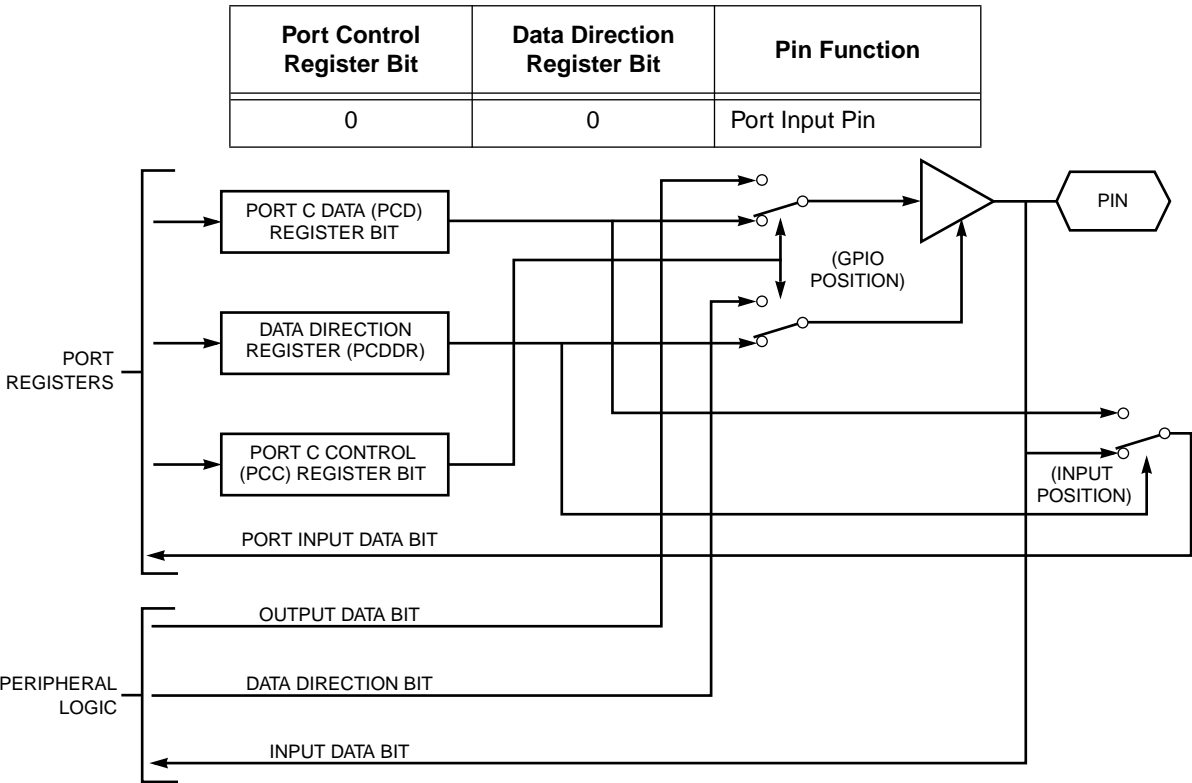 Port Control
Register Bit
Data Direction
Register Bit
Pin Function
0
0
Port Input Pin
PORT C DATA (PCD)
REGISTER BIT
PIN
(GPIO
POSITION)
DATA DIRECTION
REGISTER (PCDDR)
PORT
REGISTERS
PORT C CONTROL
(PCC) REGISTER BIT
(INPUT
POSITION)
PORT INPUT DATA BIT
OUTPUT DATA BIT
PERIPHERAL
LOGIC
DATA DIRECTION BIT
INPUT DATA BIT